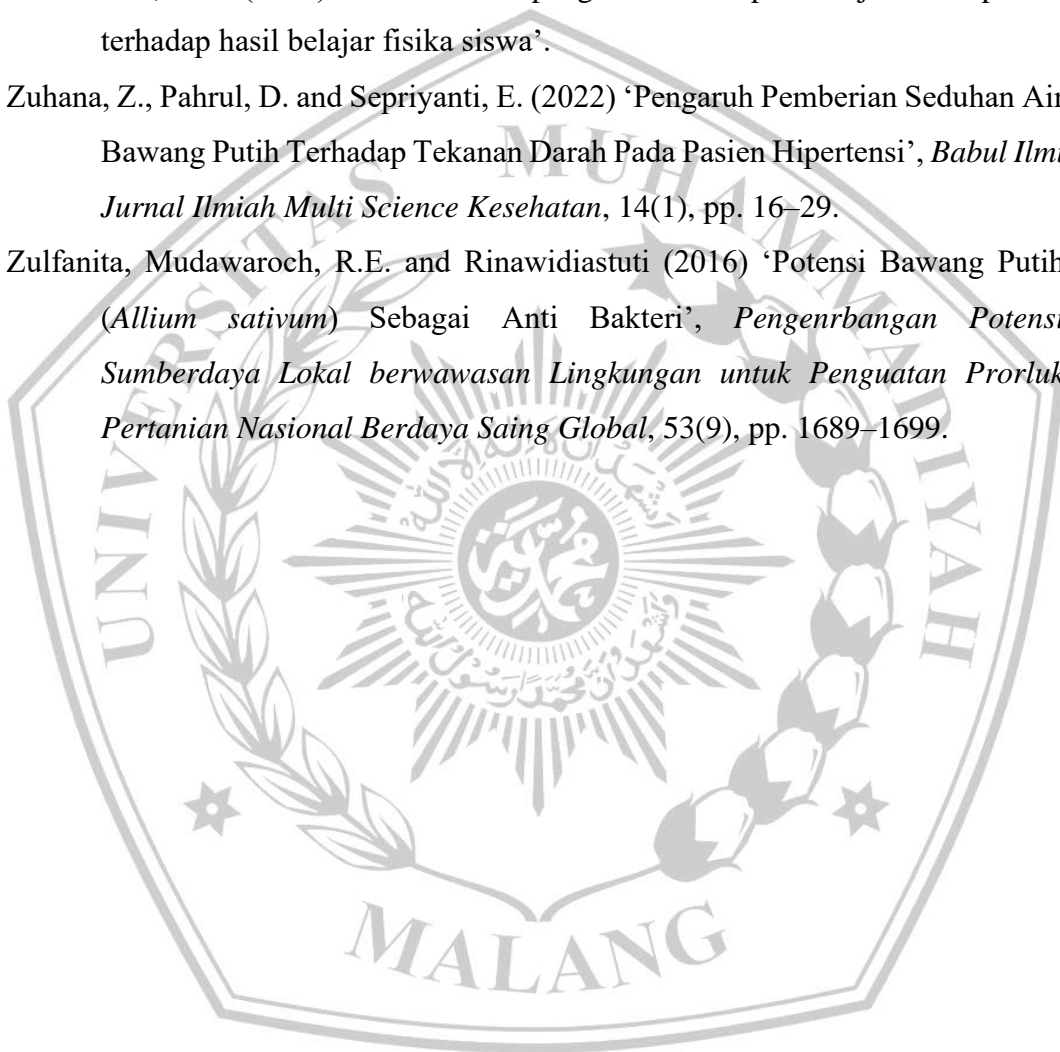 terhadap hasil belajar fisika siswa’.
Zuhana, Z., Pahrul, D. and Sepriyanti, E. (2022) ‘Pengaruh Pemberian Seduhan Air
Bawang Putih Terhadap Tekanan Darah Pada Pasien Hipertensi’, Babul Ilmi
Jurnal Ilmiah Multi Science Kesehatan, 14(1), pp. 16–29.
Zulfanita, Mudawaroch, R.E. and Rinawidiastuti (2016) ‘Potensi Bawang Putih
(Allium sativum) Sebagai Anti Bakteri’, Pengenrbangan Potensi
Sumberdaya Lokal berwawasan Lingkungan untuk Penguatan Prorluk
Pertanian Nasional Berdaya Saing Global, 53(9), pp. 1689–1699.
UNIVERSITAS MUHAMMADIYAH
MALANG